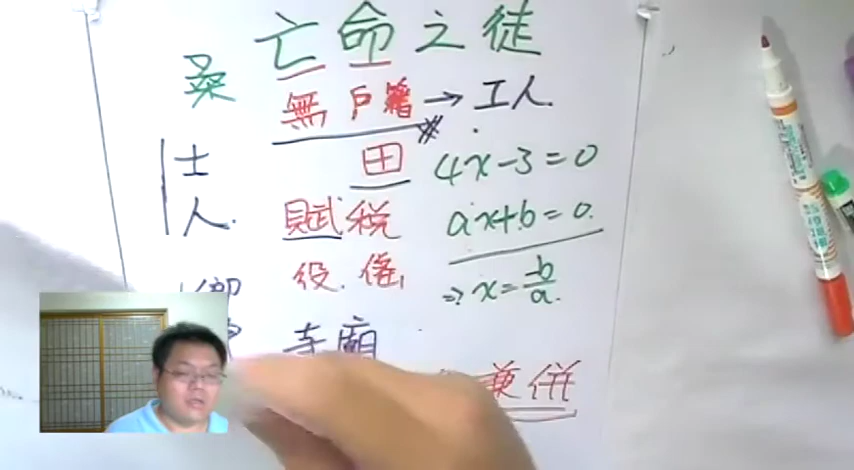 亡命之徒
桑
無戶籍→工人.
士人.
田
4x-3=0
賦稅
ax+b=0.
役.徭
⇒x=b/a.
寺廟
兼併